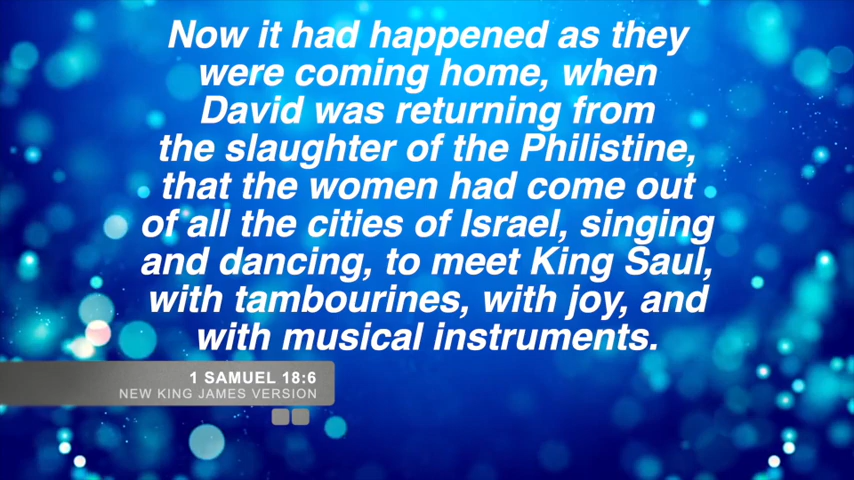 Now it had happened as they
were coming home, when
David was returning from
the slaughter of the Philistine,
that the women had come out
of all the cities of Israel, singing
and dancing, to meet King Saul,
with tambourines, with joy, and
with musical instruments.
1 SAMUEL 18:6
NEW KING JAMES VERSION